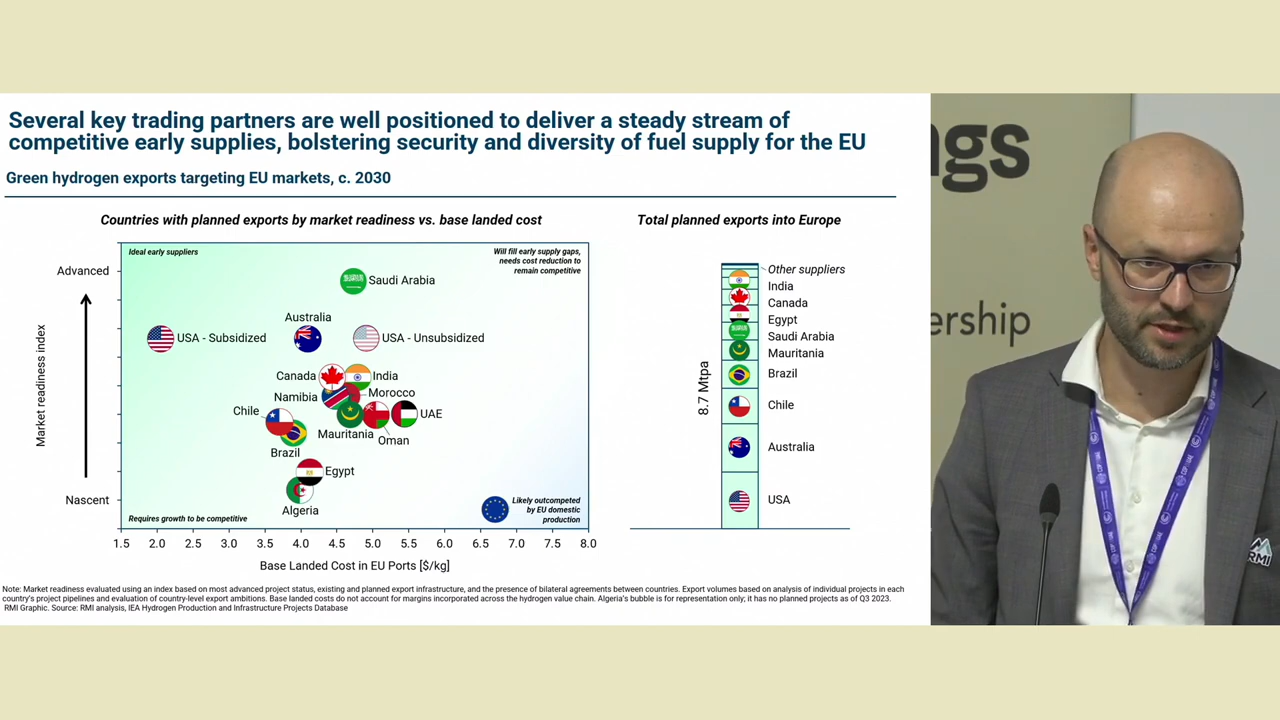 Several key trading partners are well positioned to deliver a steady stream of
competitive early supplies, bolstering security and diversity of fuel supply for the EU
Green hydrogen exports targeting EU markets, c. 2030
Countries with planned exports by market readiness vs. base landed cost
Ideal early suppliers
Will fill early supply gaps,
needs cost reduction to
remain competitive
Advanced
Market readiness index
Nascent
Saudi Arabia
Australia
USA - Subsidized
USA - Unsubsidized
Canada
India
Namibia
Morocco
Chile
UAE
Mauritania
Oman
Brazil
Egypt
Algeria
Requires growth to be competitive
Likely outcompeted
by EU domestic
production
1.5 2.0 2.5 3.0 3.5 4.0 4.5 5.0 5.5 6.0 6.5 7.0 7.5 8.0
Base Landed Cost in EU Ports [$/kg]
Total planned exports into Europe
8.7 Mtpa
Other suppliers
India
Canada
Egypt
Saudi Arabia
Mauritania
Brazil
Chile
Australia
USA
Note: Market readiness evaluated using an index based on most advanced project status, existing and planned export infrastructure, and the presence of bilateral agreements between countries. Export volumes based on analysis of individual projects in each
country's project pipelines and evaluation of country-level export ambitions. Base landed costs do not account for margins incorporated across the hydrogen value chain. Algeria's bubble is for representation only; it has no planned projects as of Q3 2023.
RMI Graphic. Source: RMI analysis, IEA Hydrogen Production and Infrastructure Projects Database
ngs
ership
RMI